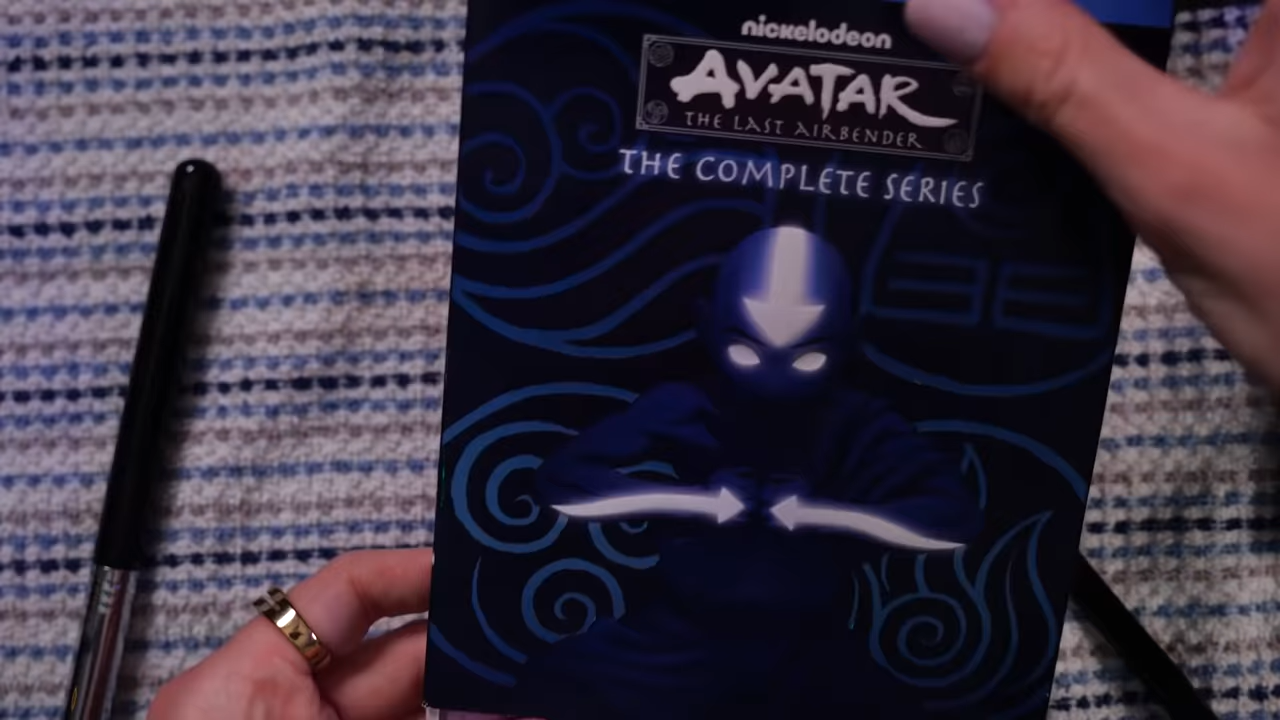 nickelodeon
AVATAR
THE LAST AIRBENDER
THE COMPLETE SERIES